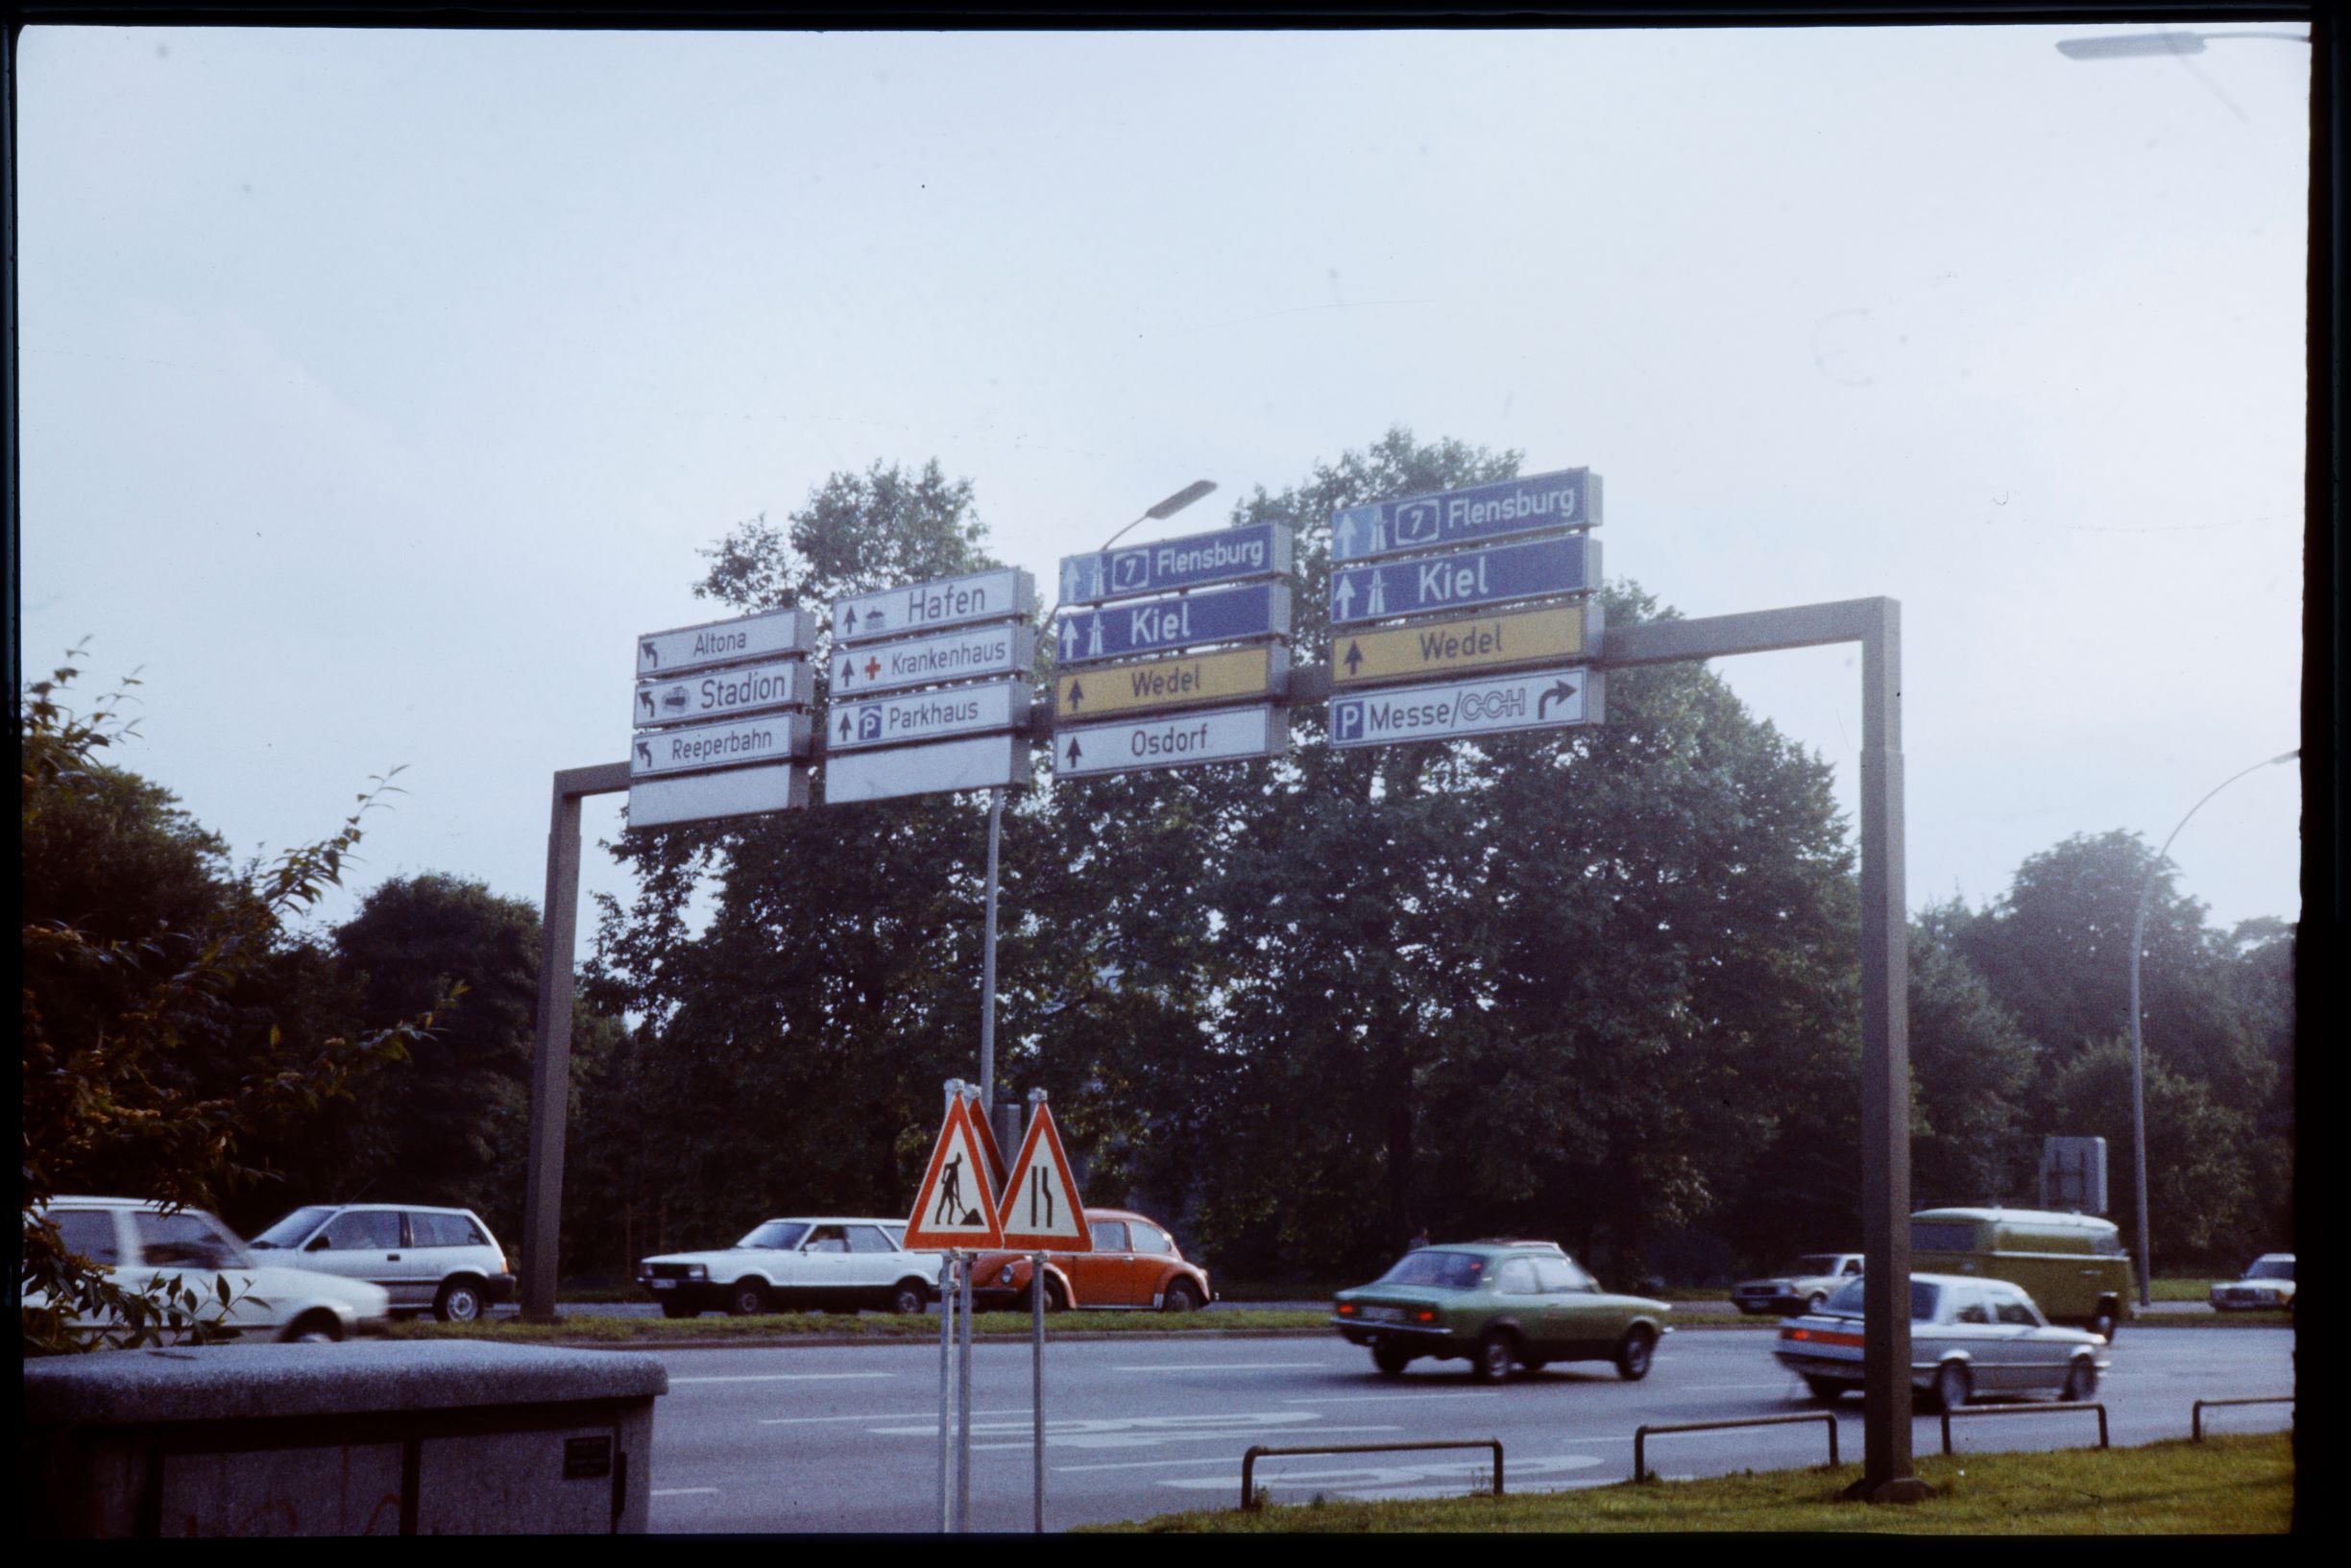 Altona
Stadion
Reeperbahn
Hafen
Krankenhaus
P Parkhaus
7 Flensburg
Kiel
Wedel
Osdorf
7 Flensburg
Kiel
Wedel
P Messe/CCH